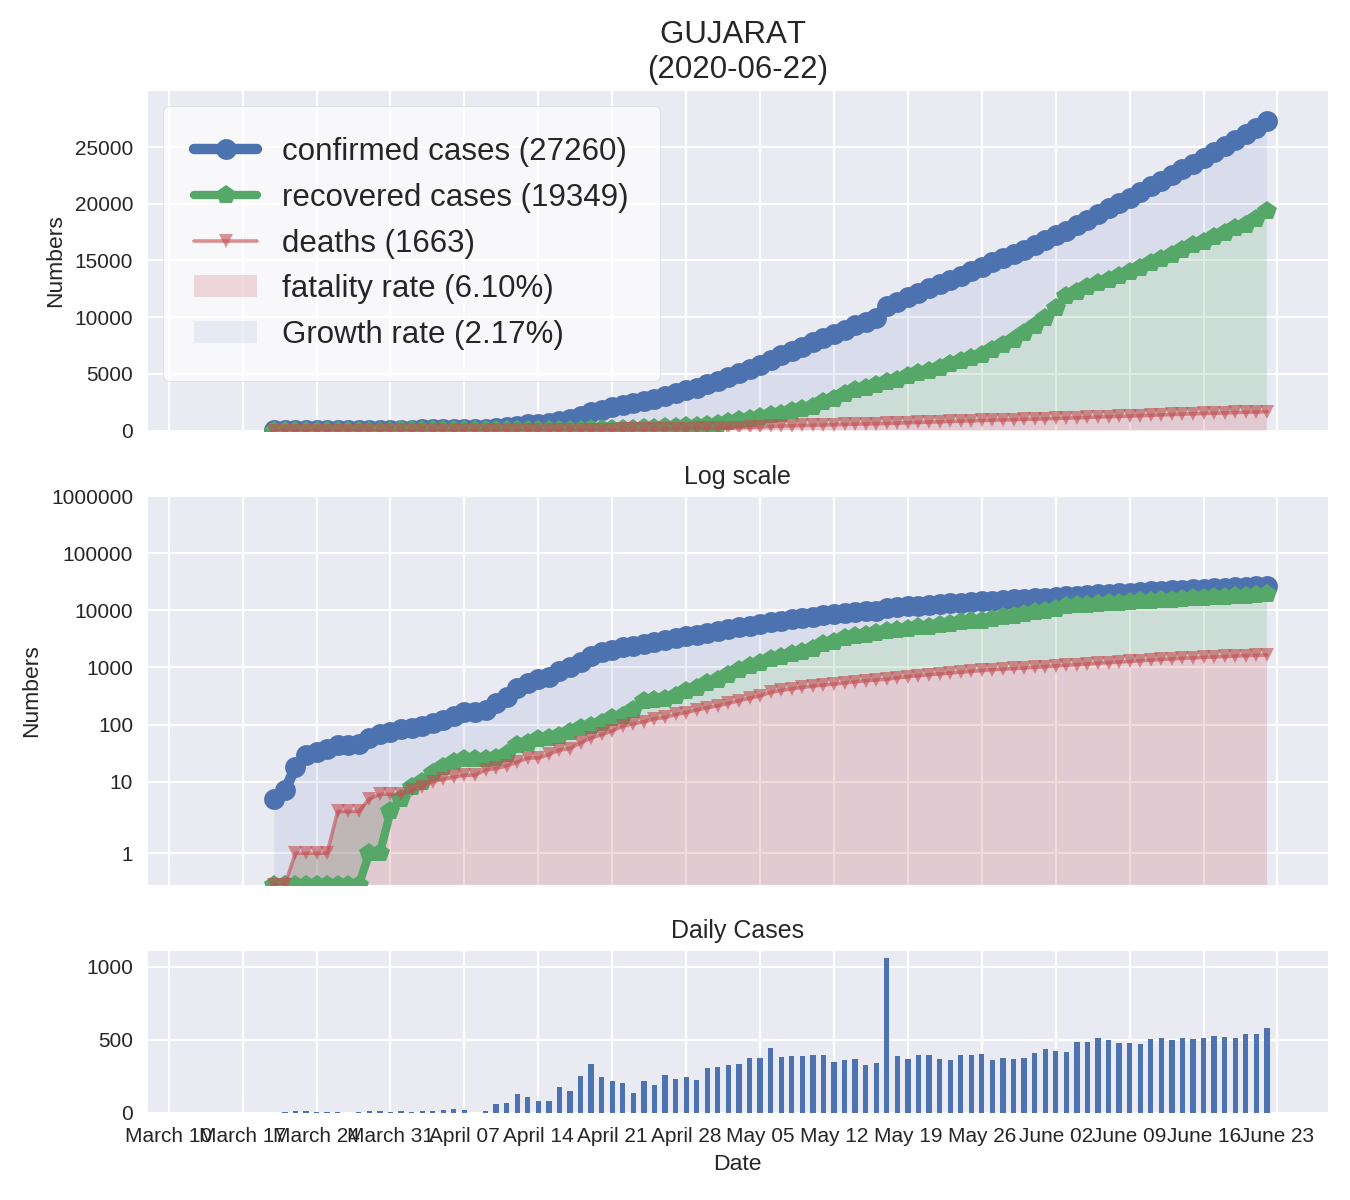 GUJARAT
(2020-06-22)
25000
20000
15000
10000
5000
0
Numbers
confirmed cases (27260)
recovered cases (19349)
deaths (1663)
fatality rate (6.10%)
Growth rate (2.17%)
Log scale
1000000
100000
10000
1000
100
10
1
Numbers
Daily Cases
1000
500
0
March 10 March 17 March 24 March 31 April 07 April 14 April 21 April 28 May 05 May 12 May 19 May 26 June 02 June 09 June 16 June 23
Date